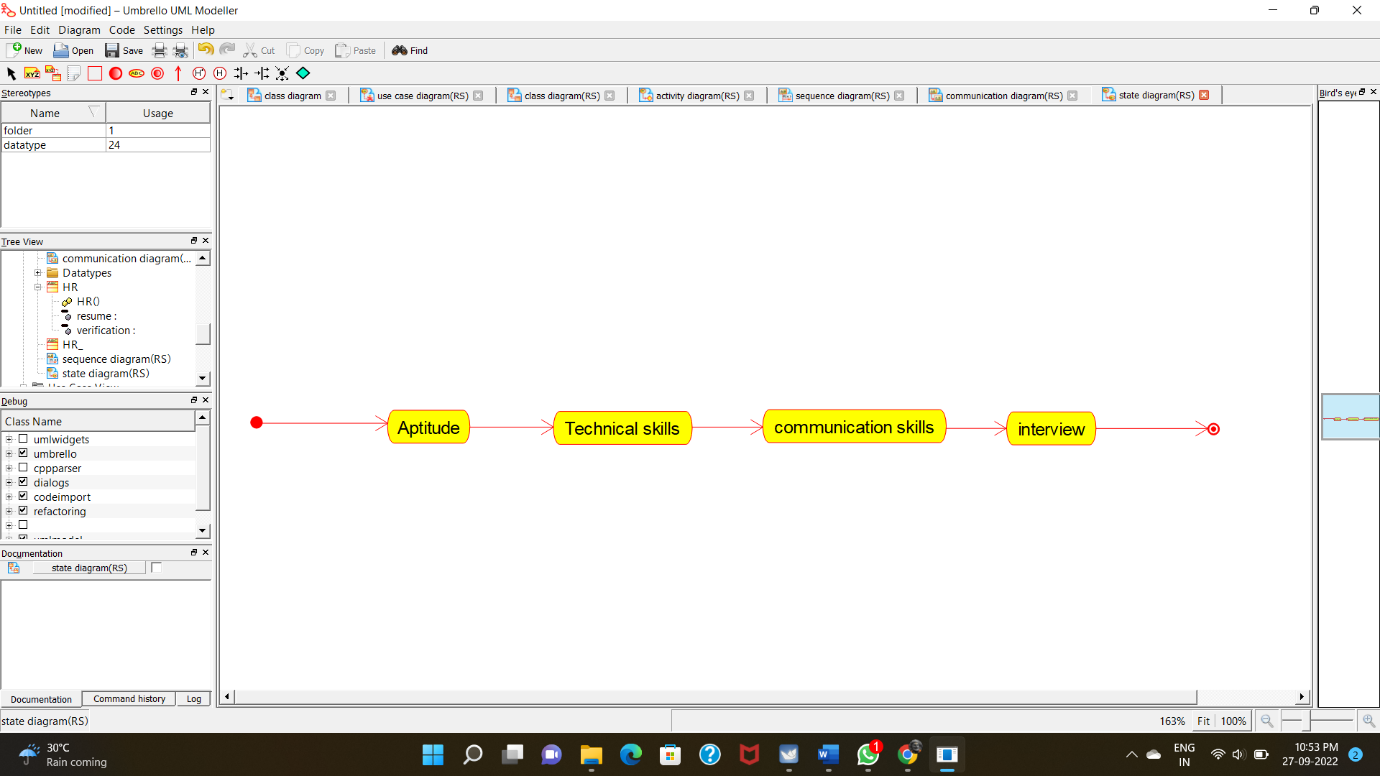 Untitled [modified] – Umbrello UML Modeller
File Edit Diagram Code Settings Help
New Open Save Cut Copy Paste Find
XYZ ABC H H
Stereotypes
Name Usage
folder 1
datatype 24
Tree View
communication diagram(...
Datatypes
HR
HR()
resume :
verification :
HR_
sequence diagram(RS)
state diagram(RS)
Debug
Class Name
umlwidgets
umbrello
cppparser
dialogs
codeimport
refactoring
Documentation
state diagram(RS)
Documentation Command history Log
class diagram use case diagram(RS) class diagram(RS) activity diagram(RS) sequence diagram(RS) communication diagram(RS) state diagram(RS)
Bird's eye
Aptitude Technical skills communication skills interview
state diagram(RS) 163% Fit 100%
30°C
Rain coming
1
ENG
IN
10:53 PM
27-09-2022
2